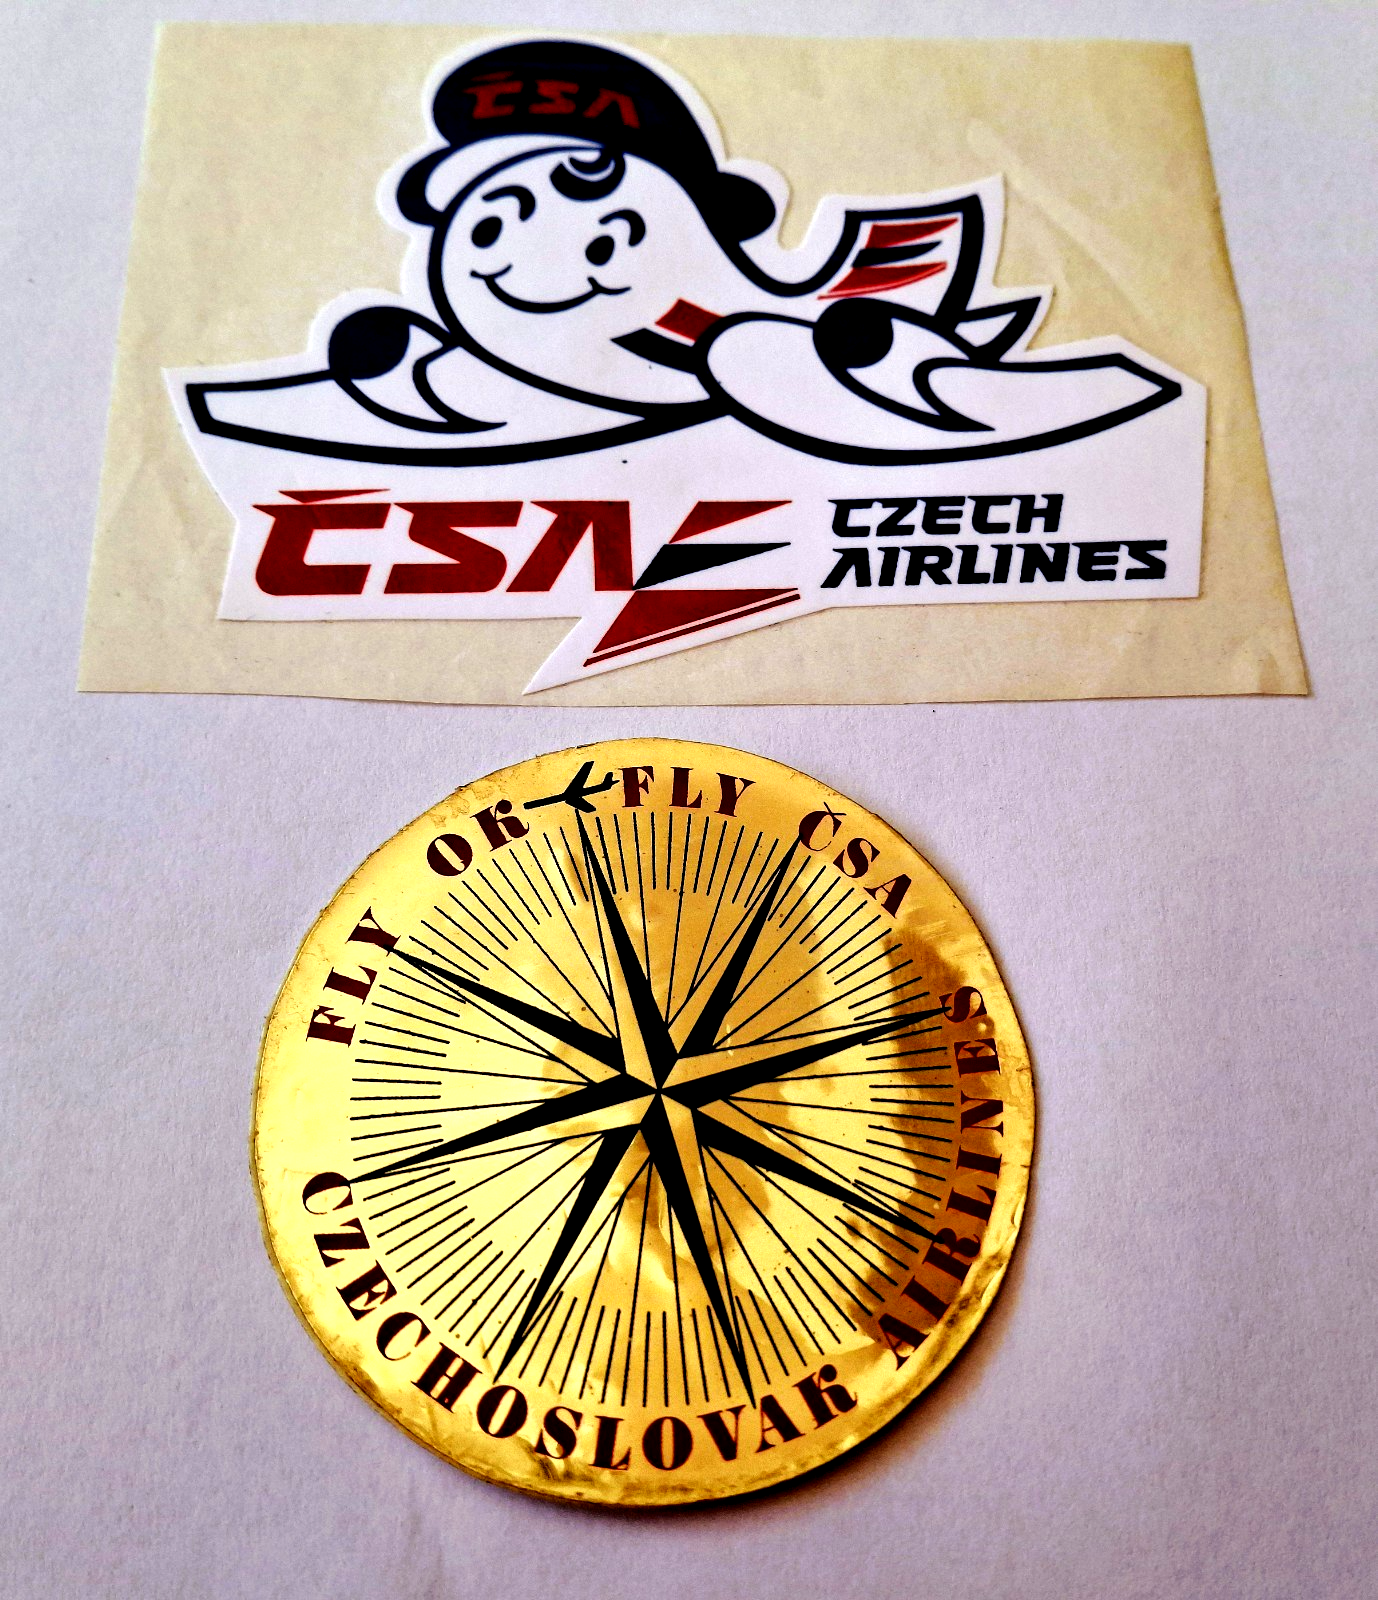 ČSA
ČSA
CZECH
AIRLINES
FLY OK FLY ČSA
CZECHOSLOVAK AIRLINES